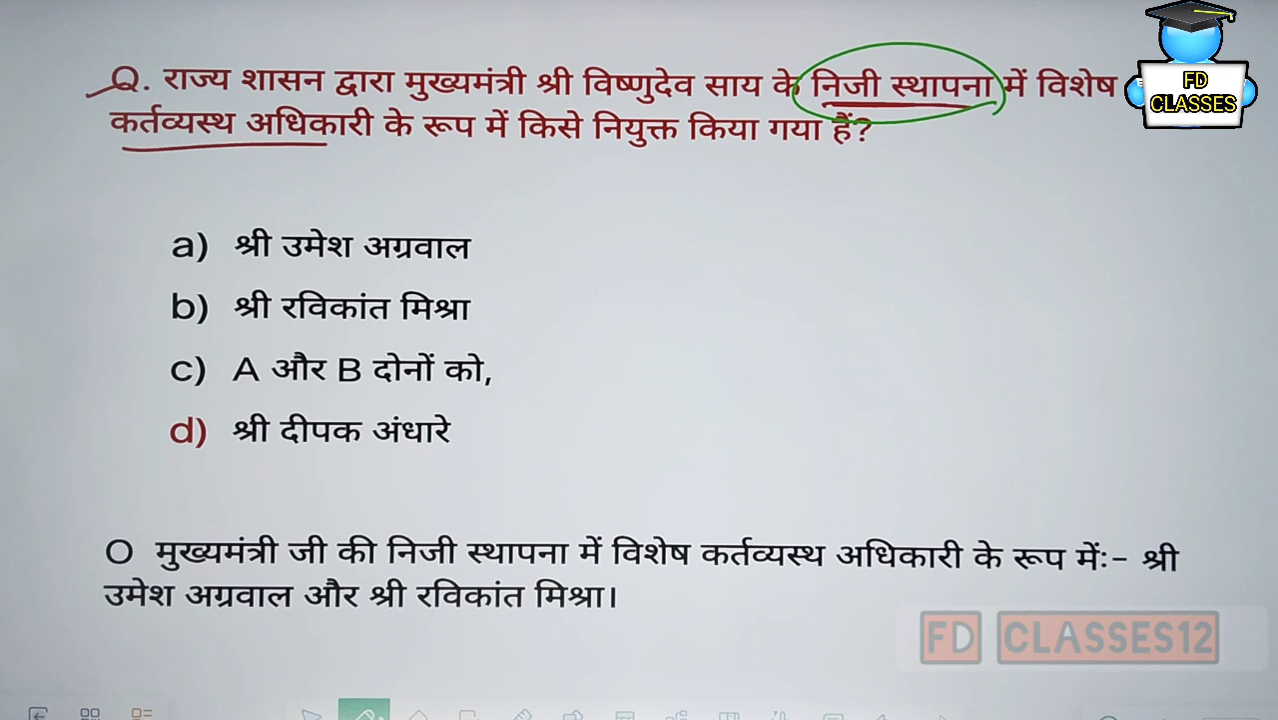 Q. राज्य शासन द्वारा मुख्यमंत्री श्री विष्णुदेव साय के निजी स्थापना में विशेष
कर्तव्यस्थ अधिकारी के रूप में किसे नियुक्त किया गया हैं?
a) श्री उमेश अग्रवाल
b) श्री रविकांत मिश्रा
c) A और B दोनों को,
d) श्री दीपक अंधारे
O मुख्यमंत्री जी की निजी स्थापना में विशेष कर्तव्यस्थ अधिकारी के रूप में:- श्री
उमेश अग्रवाल और श्री रविकांत मिश्रा।
FD
CLASSES
FD CLASSES12